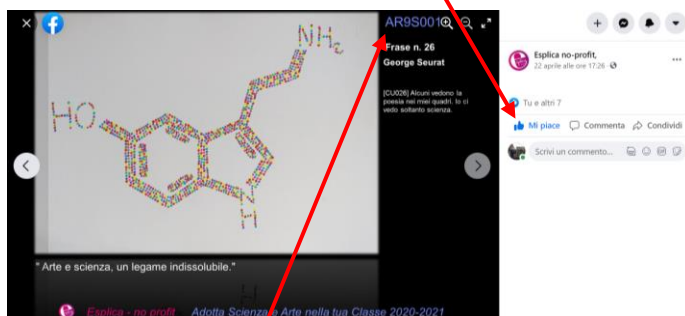 AR9S001
Frase n. 26
George Seurat
[CU026] Alcuni vedono la
poesia nei miei quadri. Io ci
vedo soltanto scienza.
HO
NH₂
N
H
" Arte e scienza, un legame indissolubile."
Esplica - no profit Adotta Scienza e Arte nella tua Classe 2020-2021
Esplica no-profit,
22 aprile alle ore 17:26 ·
Tu e altri 7
Mi piace Commenta Condividi
Scrivi un commento...